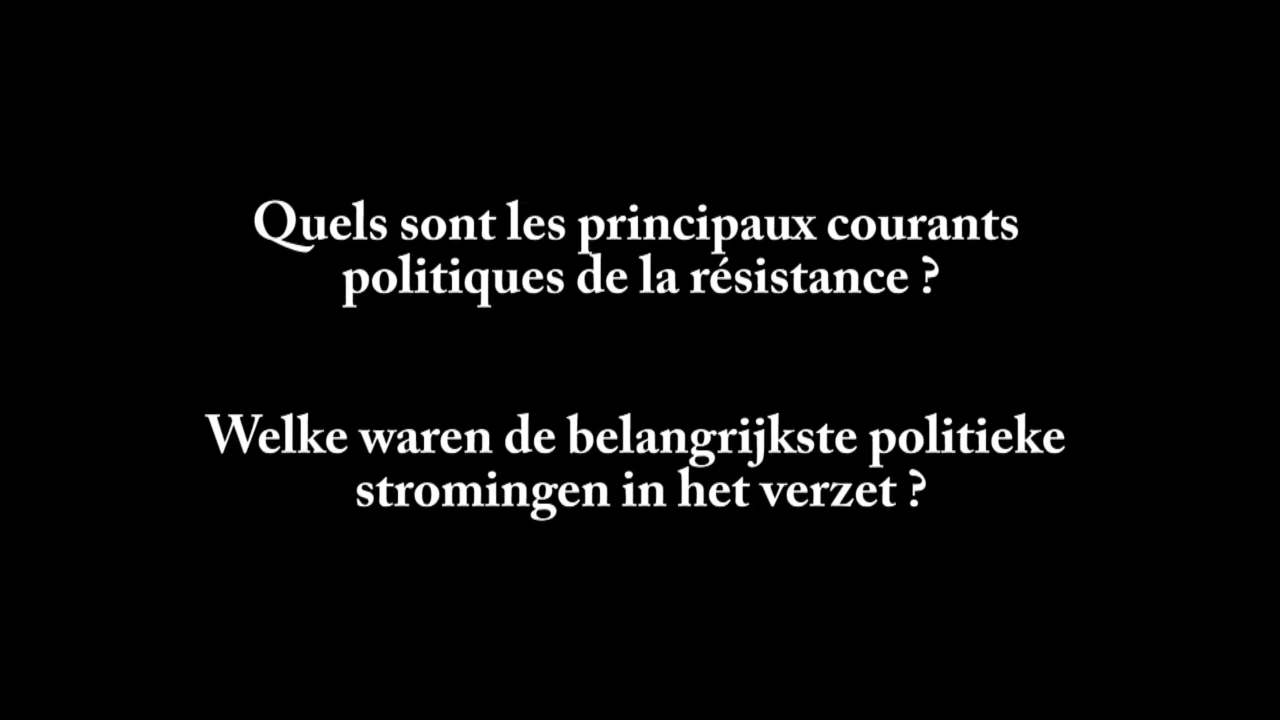 Quels sont les principaux courants
politiques de la résistance ?
Welke waren de belangrijkste politieke
stromingen in het verzet ?